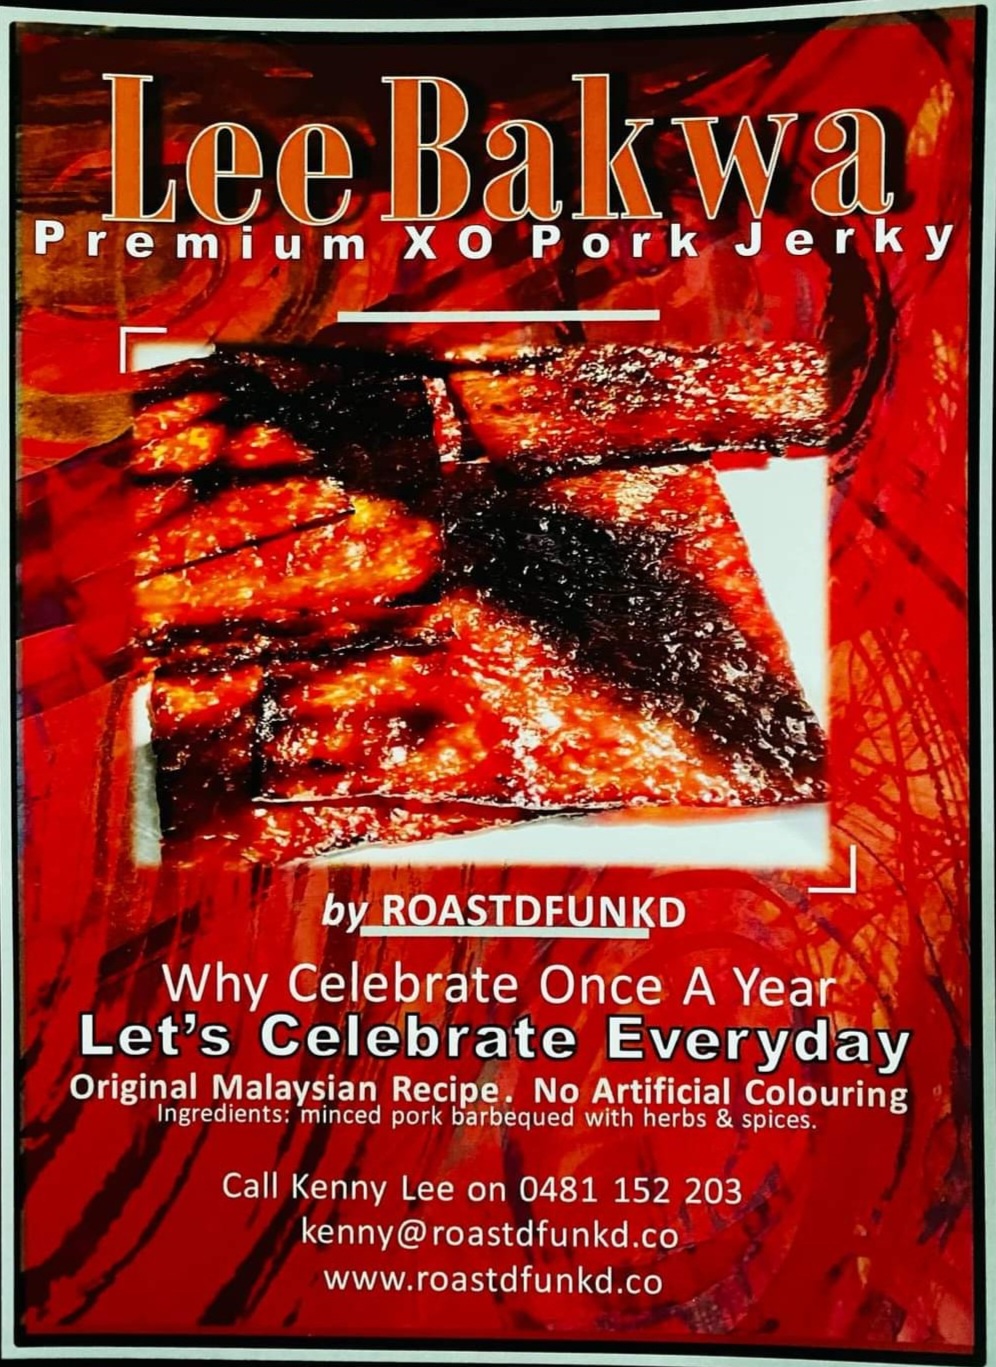 Lee Bakwa
Premium XO Pork Jerky
by ROASTDFUNKD
Why Celebrate Once A Year
Let's Celebrate Everyday
Original Malaysian Recipe. No Artificial Colouring
Ingredients: minced pork barbequed with herbs & spices.
Call Kenny Lee on 0481 152 203
kenny@roastdfunkd.co
www.roastdfunkd.co